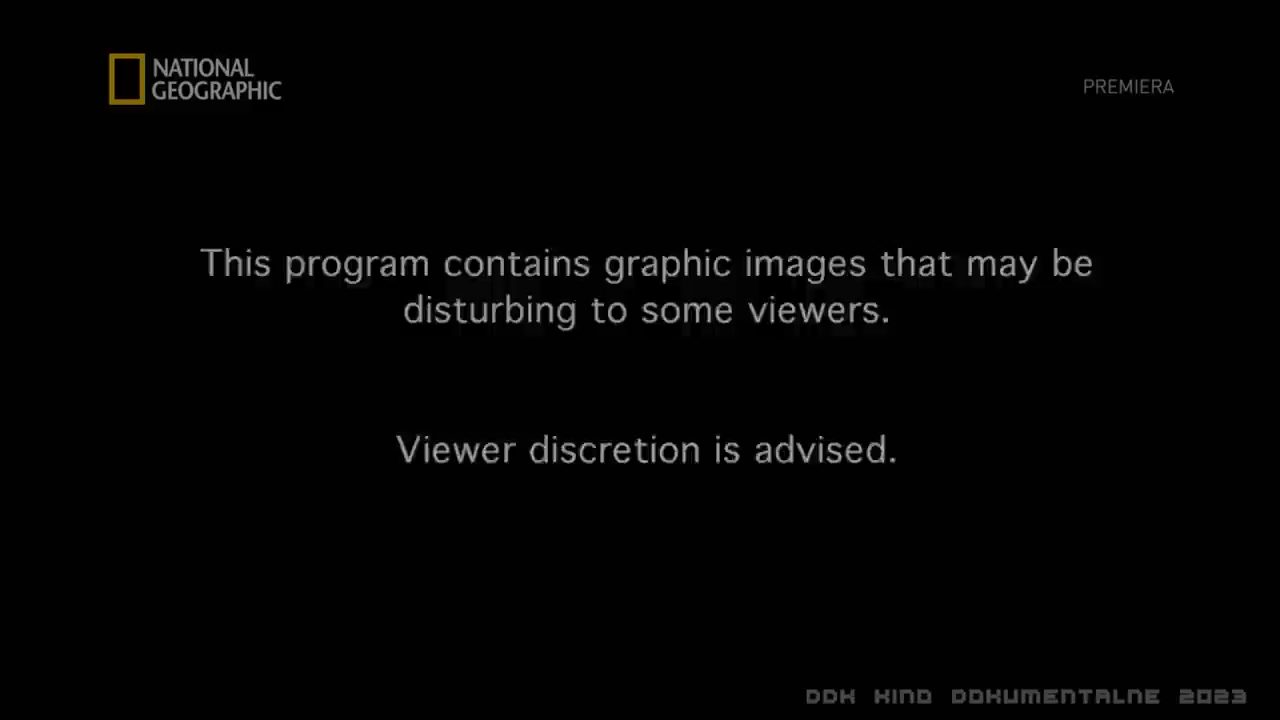 NATIONAL
GEOGRAPHIC
PREMIERA
This program contains graphic images that may be
disturbing to some viewers.
Viewer discretion is advised.
DDK KINO DOKUMENTALNE 2023